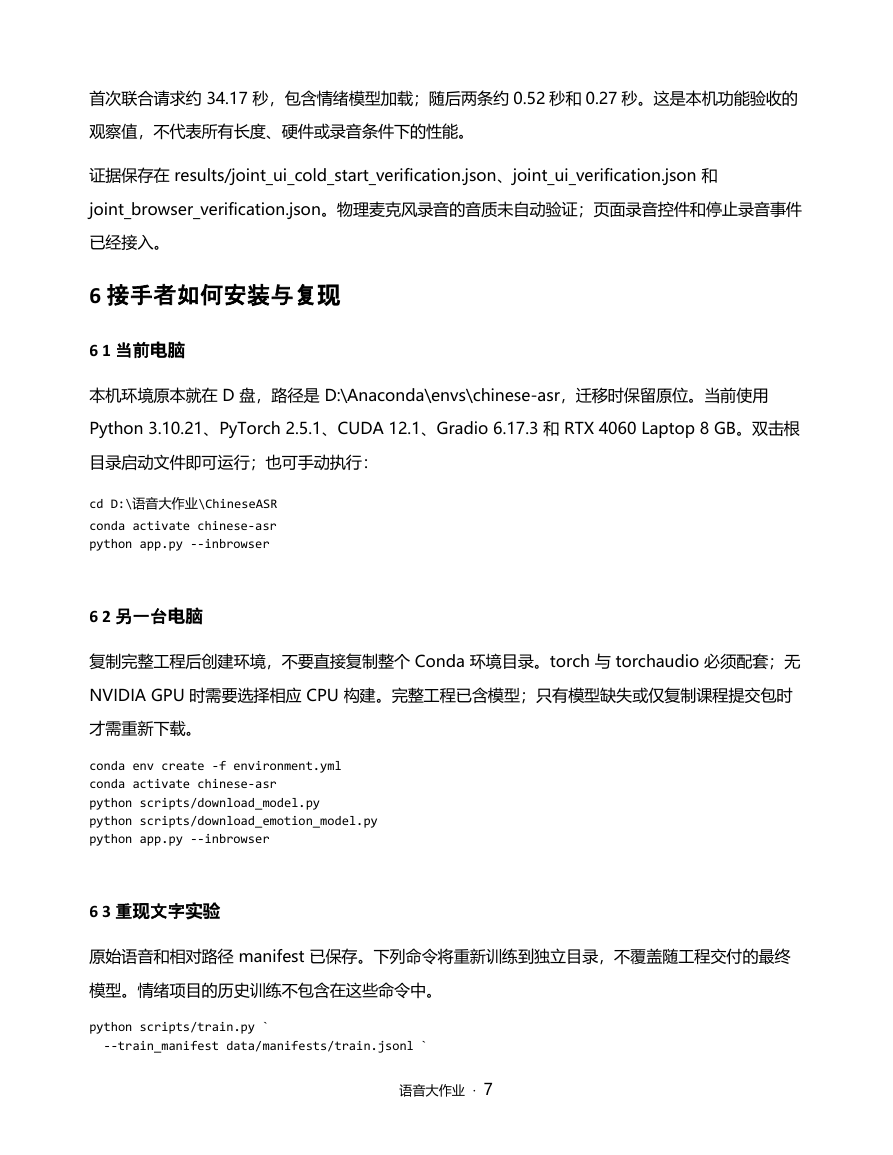 首次联合请求约 34.17 秒，包含情绪模型加载；随后两条约 0.52 秒和 0.27 秒。这是本机功能验收的
观察值，不代表所有长度、硬件或录音条件下的性能。
证据保存在 results/joint_ui_cold_start_verification.json、joint_ui_verification.json 和
joint_browser_verification.json。物理麦克风录音的音质未自动验证；页面录音控件和停止录音事件
已经接入。
6 接手者如何安装与复现
6 1 当前电脑
本机环境原本就在 D 盘，路径是 D:\Anaconda\envs\chinese-asr，迁移时保留原位。当前使用
Python 3.10.21、PyTorch 2.5.1、CUDA 12.1、Gradio 6.17.3 和 RTX 4060 Laptop 8 GB。双击根
目录启动文件即可运行；也可手动执行：
cd D:\语音大作业\ChineseASR
conda activate chinese-asr
python app.py --inbrowser
6 2 另一台电脑
复制完整工程后创建环境，不要直接复制整个 Conda 环境目录。torch 与 torchaudio 必须配套；无
NVIDIA GPU 时需要选择相应 CPU 构建。完整工程已含模型；只有模型缺失或仅复制课程提交包时
才需重新下载。
conda env create -f environment.yml
conda activate chinese-asr
python scripts/download_model.py
python scripts/download_emotion_model.py
python app.py --inbrowser
6 3 重现文字实验
原始语音和相对路径 manifest 已保存。下列命令将重新训练到独立目录，不覆盖随工程交付的最终
模型。情绪项目的历史训练不包含在这些命令中。
python scripts/train.py `
  --train_manifest data/manifests/train.jsonl `
语音大作业 · 7